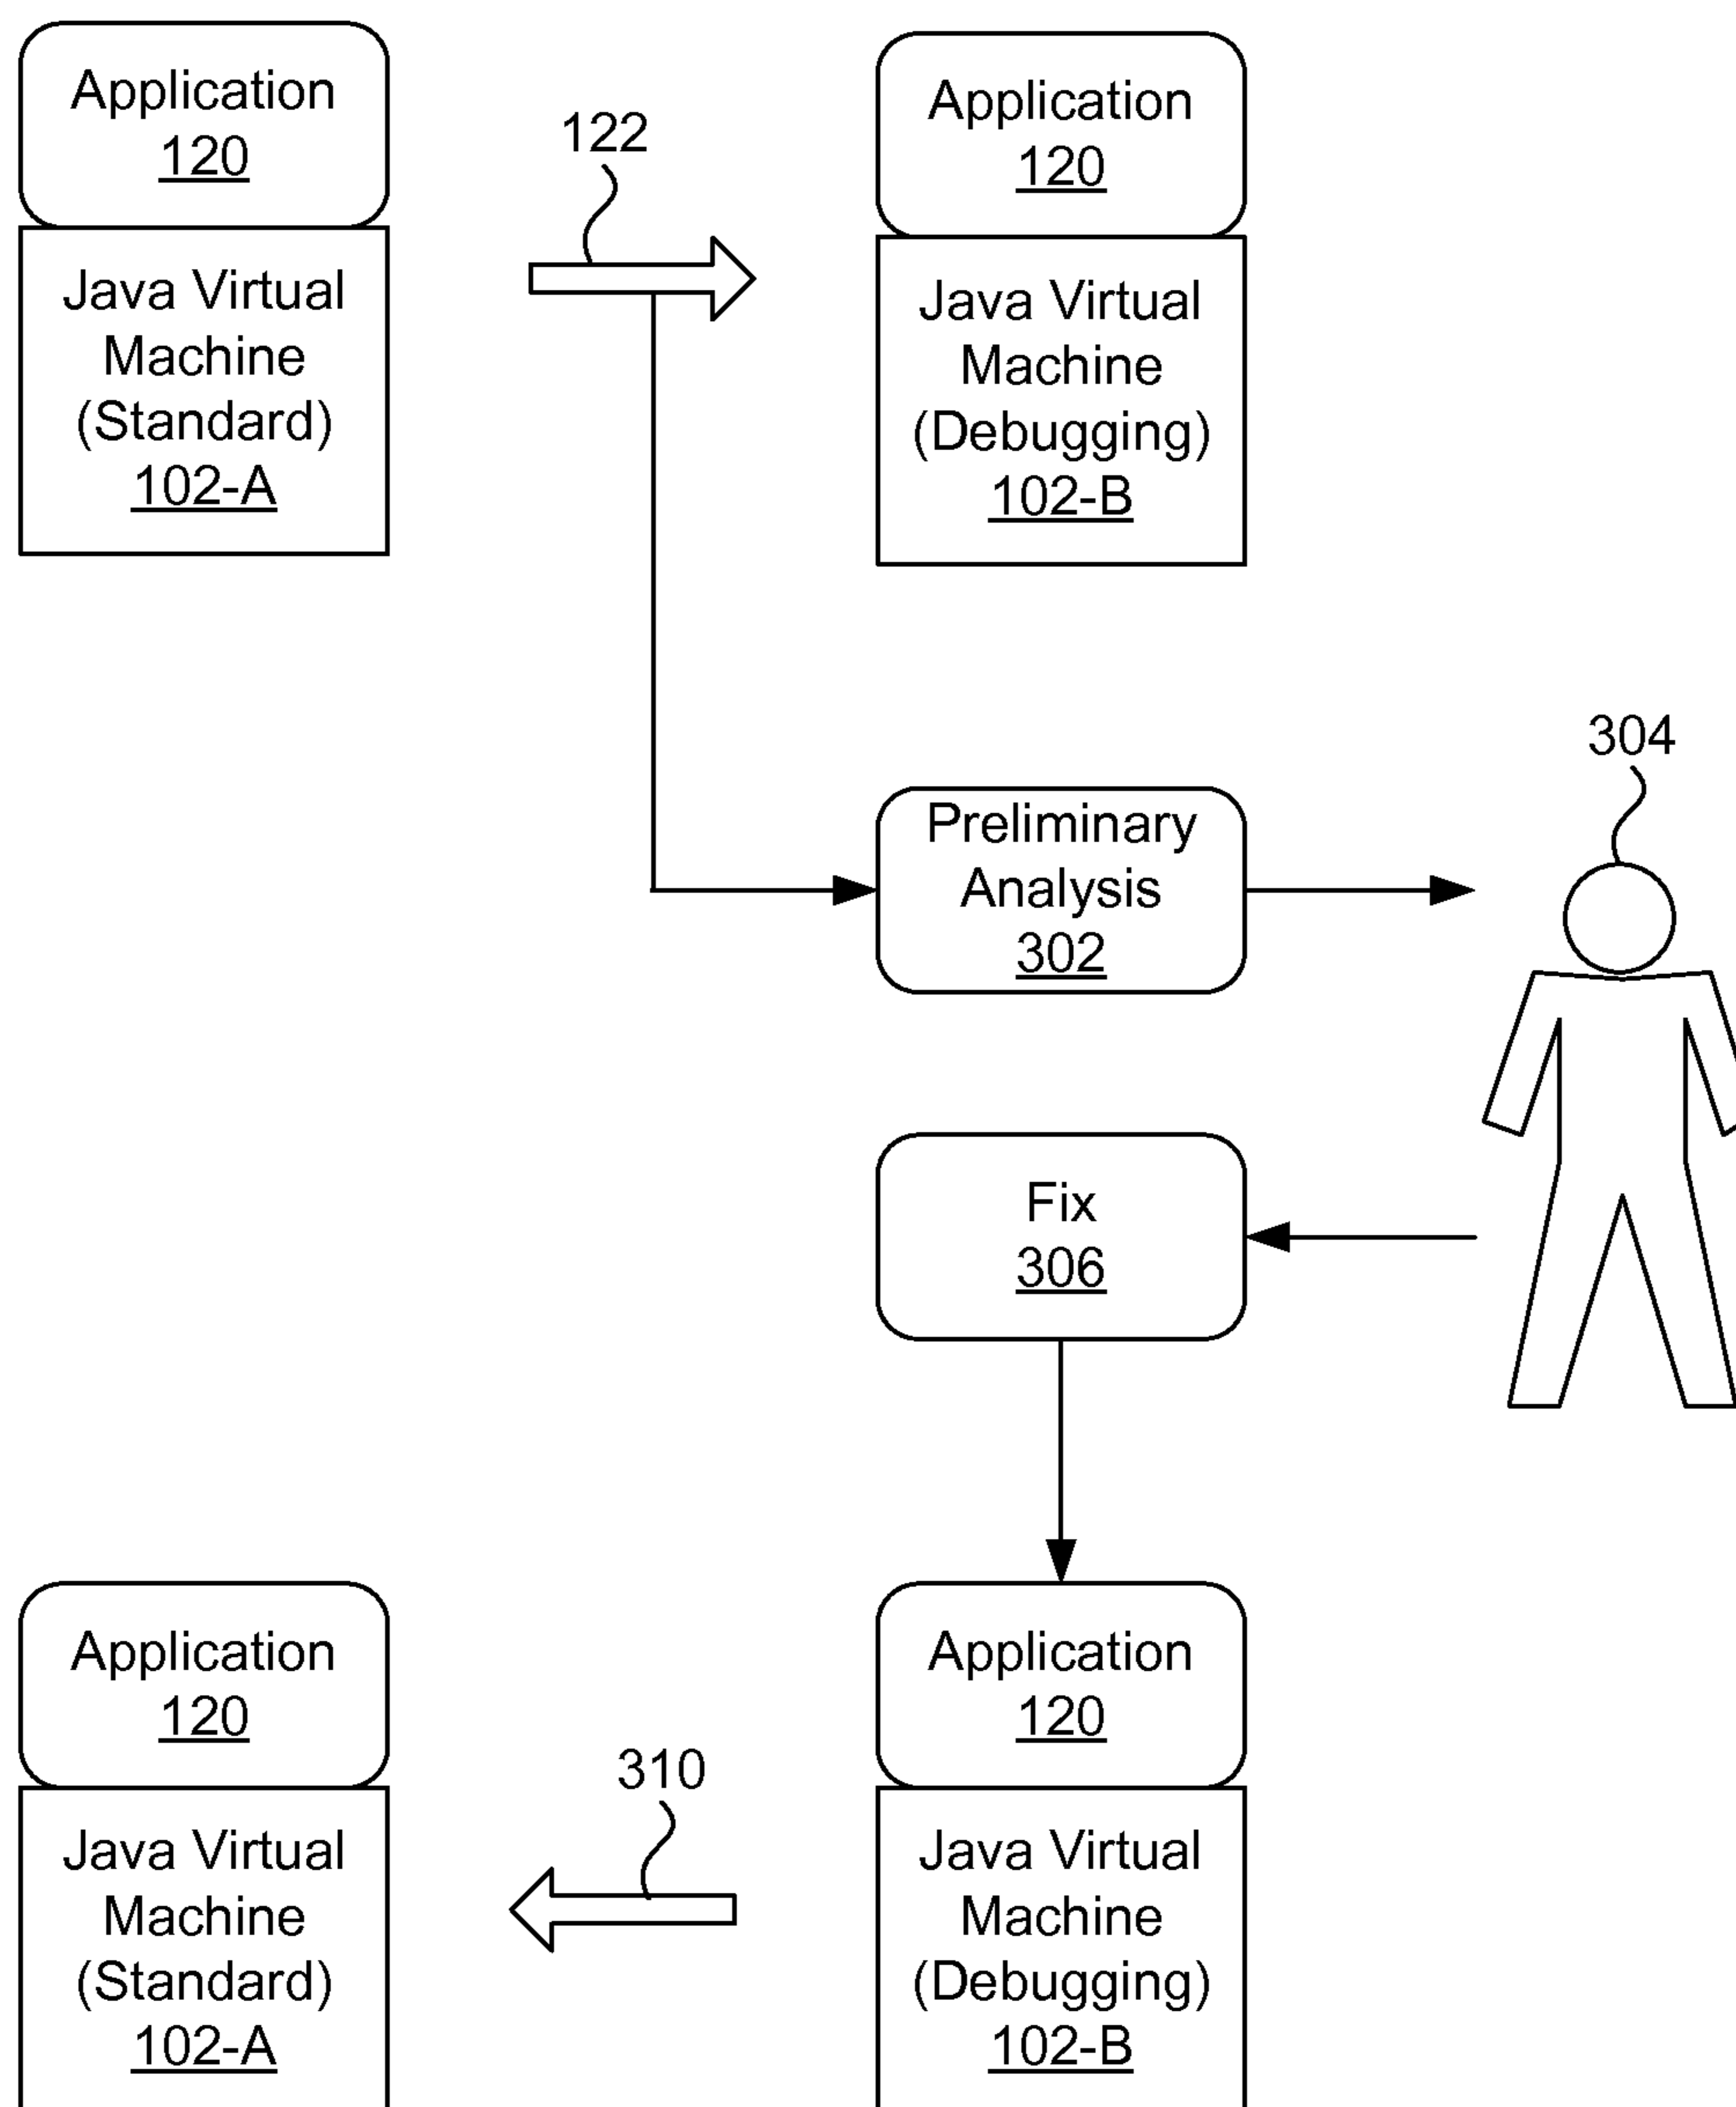 Application
120
Java Virtual
Machine
(Standard)
102-A
122
Application
120
Java Virtual
Machine
(Debugging)
102-B
304
Preliminary
Analysis
302
Fix
306
Application
120
Java Virtual
Machine
(Standard)
102-A
310
Application
120
Java Virtual
Machine
(Debugging)
102-B